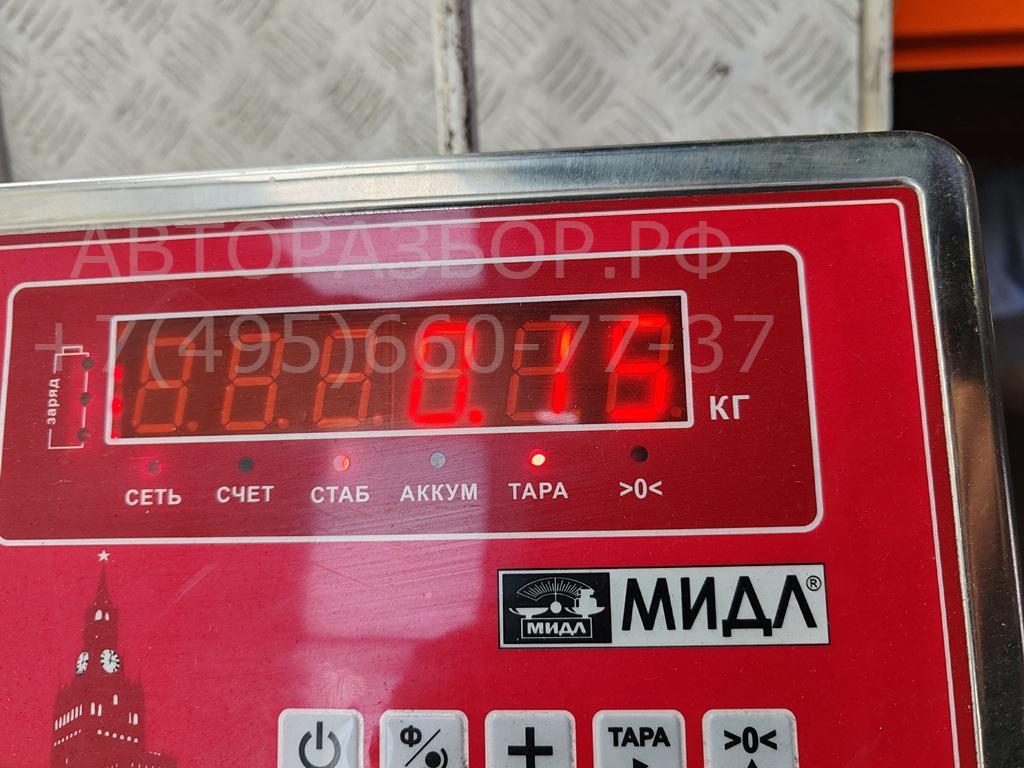 АВТОРАЗБОР.РФ
+7(495)660-77-37
заряд
0.15
КГ
СЕТЬ СЧЕТ СТАБ АККУМ ТАРА >0<
МИДЛ МИДЛ®
Ф ТАРА >0<